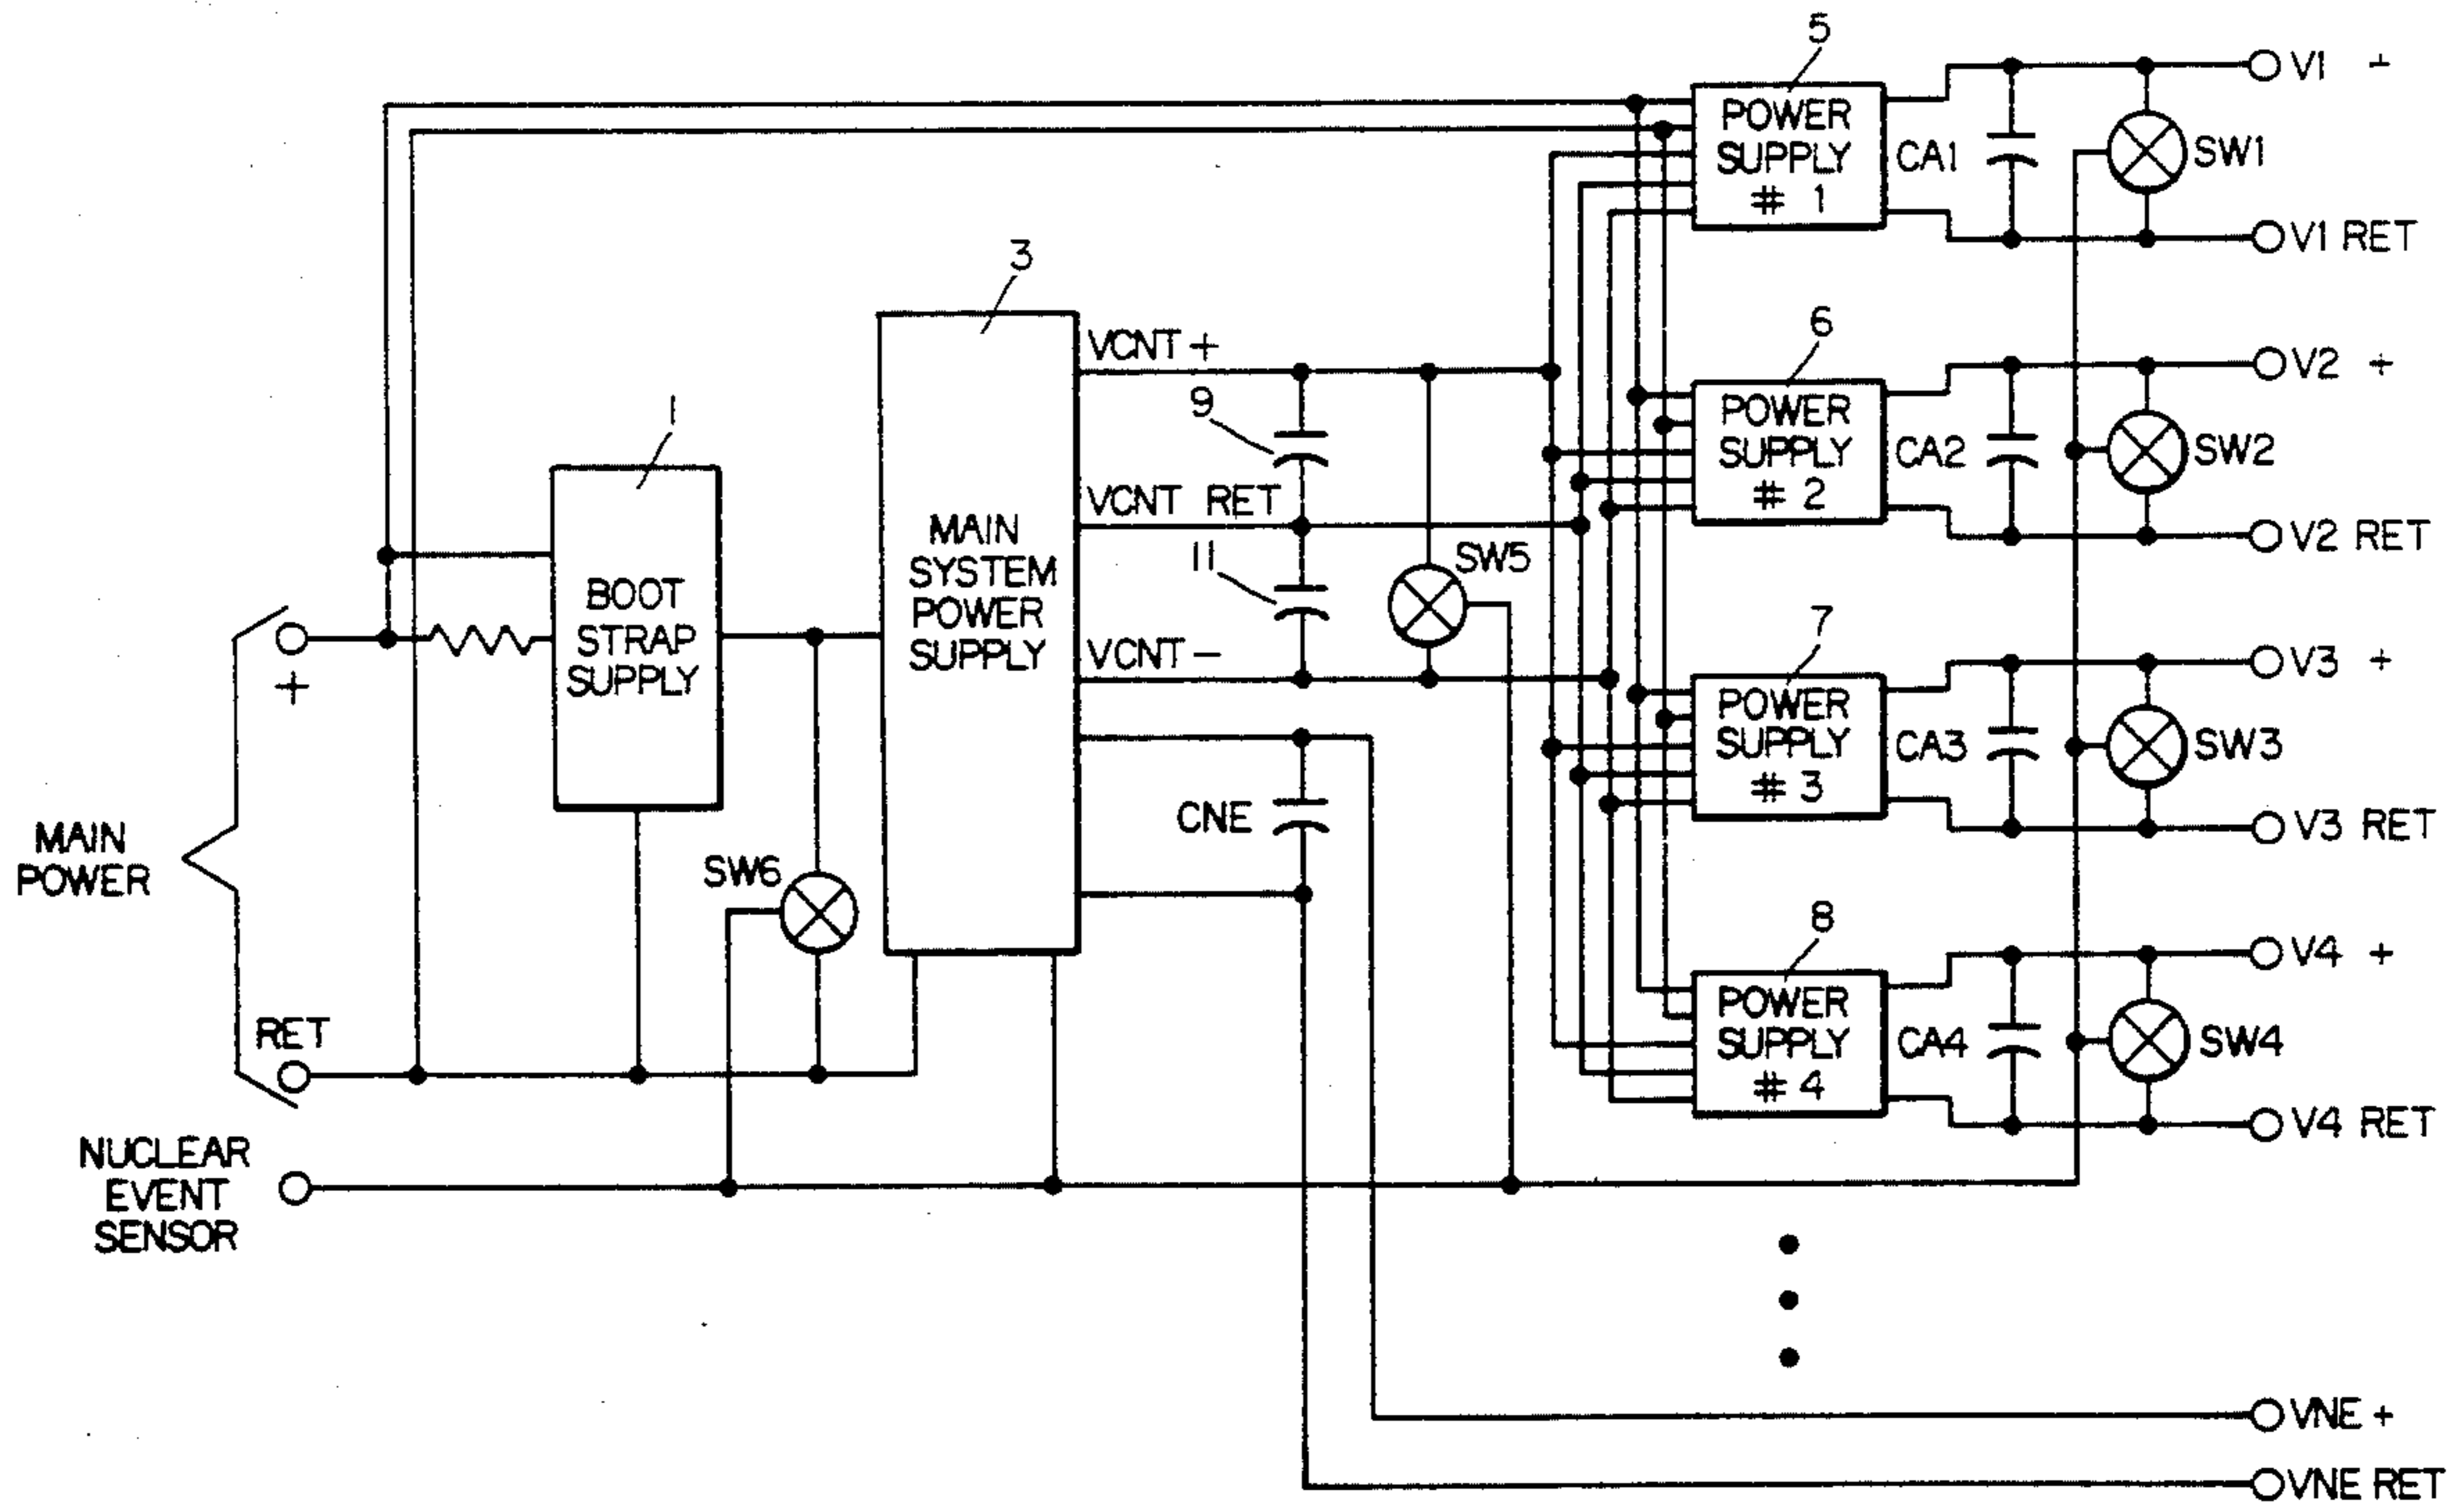 5
V1 +
POWER
SUPPLY
# 1
CA1
SW1
V1 RET
3
6
V2 +
VCNT +
POWER
SUPPLY
# 2
CA2
SW2
9
1
VCNT RET
V2 RET
MAIN
SYSTEM
POWER
SUPPLY
11
SW5
BOOT
STRAP
SUPPLY
+
VCNT -
7
V3 +
POWER
SUPPLY
# 3
CA3
SW3
CNE
V3 RET
MAIN
POWER
SW6
8
V4 +
POWER
SUPPLY
# 4
CA4
SW4
RET
V4 RET
NUCLEAR
EVENT
SENSOR
VNE +
VNE RET